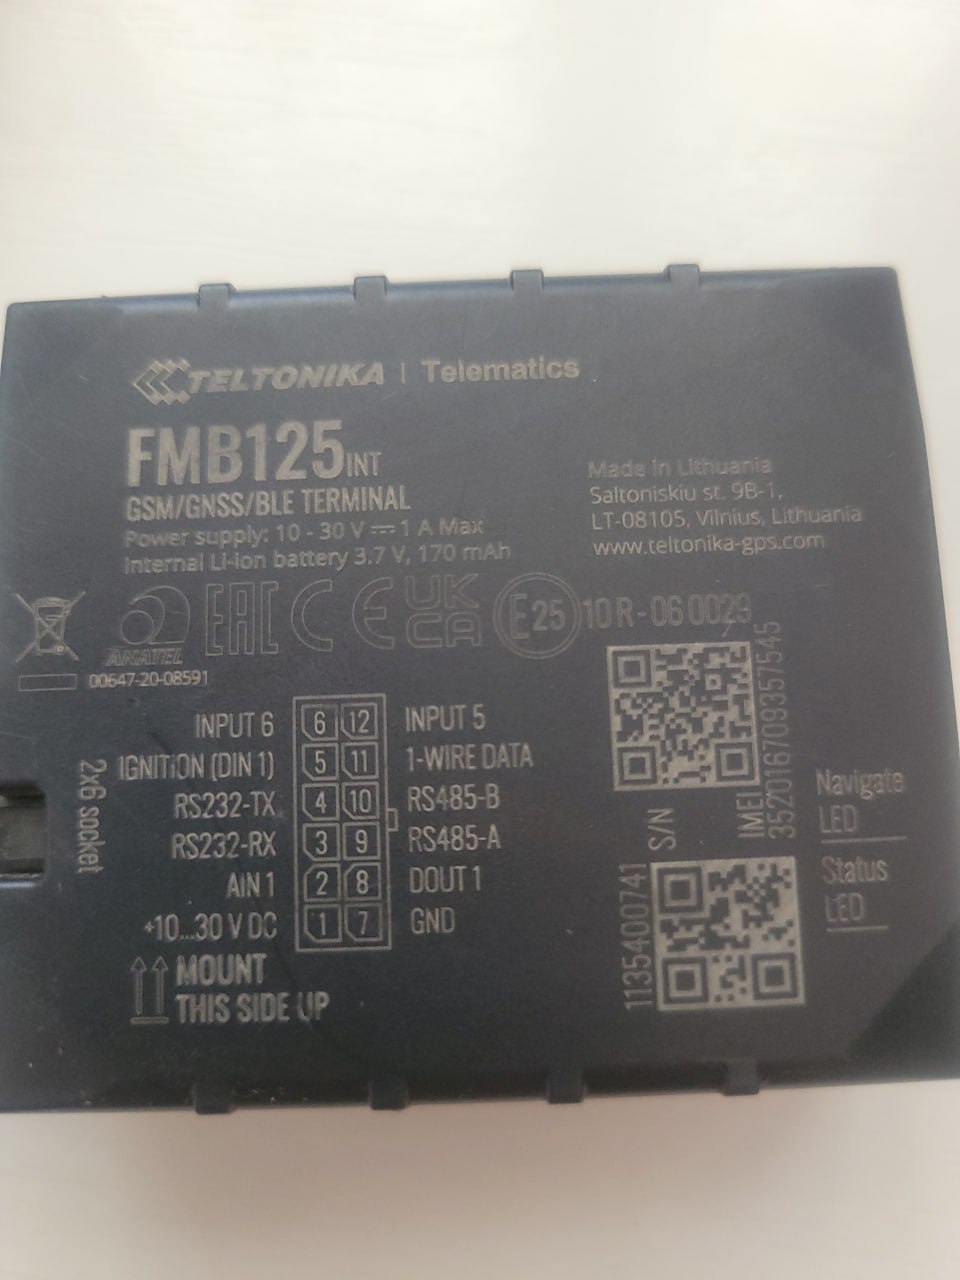 TELTONIKA | Telematics
FMB125INT
GSM/GNSS/BLE TERMINAL
Power supply: 10 - 30 V ⎓ 1 A Max
Internal Li-ion battery 3.7 V, 170 mAh
Made in Lithuania
Saltoniskiu st. 9B-1,
LT-08105, Vilnius, Lithuania
www.teltonika-gps.com
ANATEL
00647-20-08591
EAC CE UKCA E25 10 R - 06 0029
2x6 socket
INPUT 6 6 12 INPUT 5
IGNITION (DIN 1) 5 11 1-WIRE DATA
RS232-TX 4 10 RS485-B
RS232-RX 3 9 RS485-A
AIN 1 2 8 DOUT 1
+10...30 V DC 1 7 GND
MOUNT
THIS SIDE UP
IMEI
352016709357545
S/N
1135400741
Navigate
LED
Status
LED